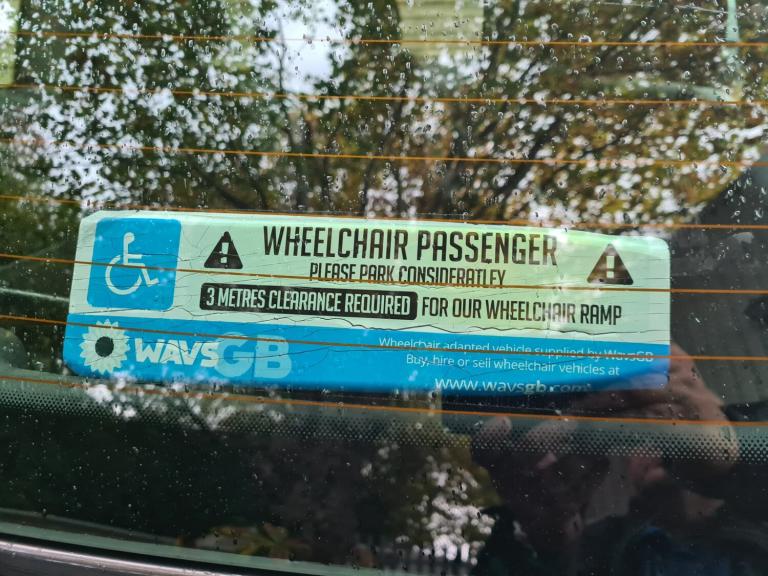 WHEELCHAIR PASSENGER
PLEASE PARK CONSIDERATLEY
3 METRES CLEARANCE REQUIRED FOR OUR WHEELCHAIR RAMP
WAVSGB
Wheelchair adapted vehicle supplied by WavsGB
Buy, hire or sell wheelchair vehicles at
www.wavsgb.com